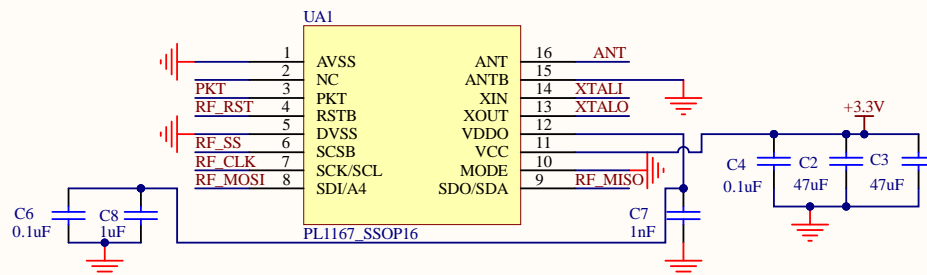 UA1
1 AVSS ANT 16 ANT
2 NC ANTB 15
PKT 3 PKT XIN 14 XTALI
RF_RST 4 RSTB XOUT 13 XTALO
5 DVSS VDDO 12
RF_SS 6 SCSB VCC 11
RF_CLK 7 SCK/SCL MODE 10
RF_MOSI 8 SDI/A4 SDO/SDA 9 RF_MISO
PL1167_SSOP16
+3.3V
C4 C2 C3
0.1uF 47uF 47uF
C6 C8 C7
0.1uF 1uF 1nF